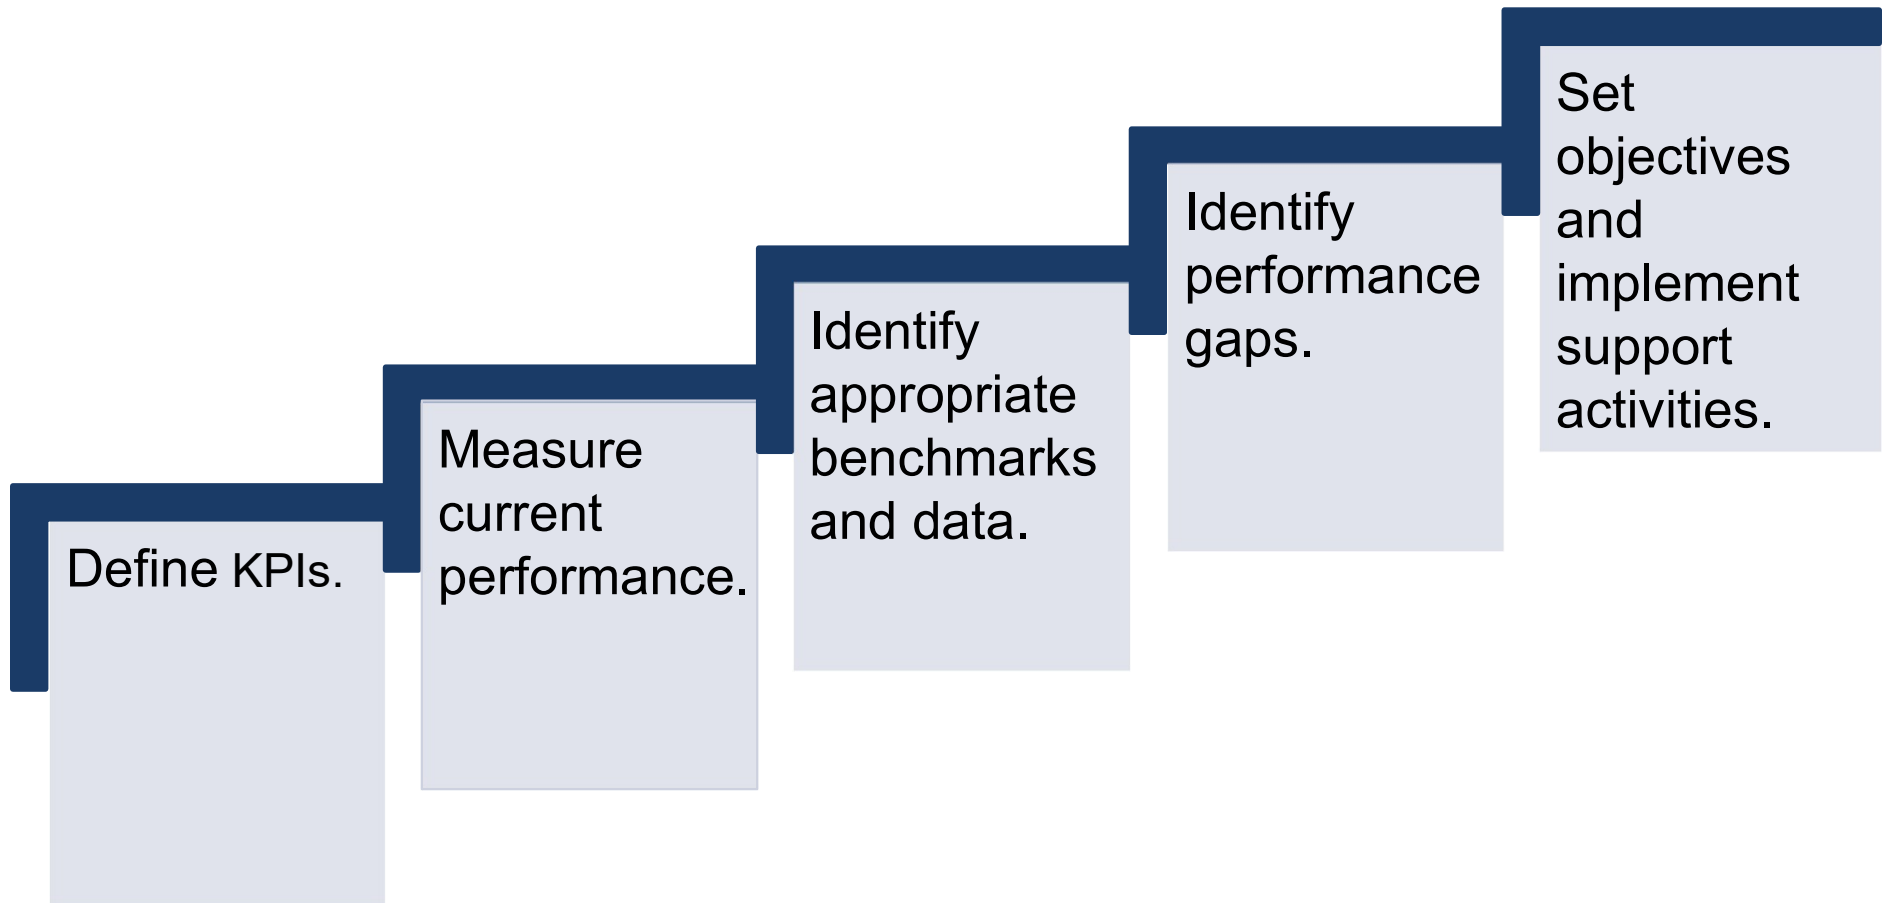 Define KPIs.
Measure
current
performance.
Identify
appropriate
benchmarks
and data.
Identify
performance
gaps.
Set
objectives
and
implement
support
activities.